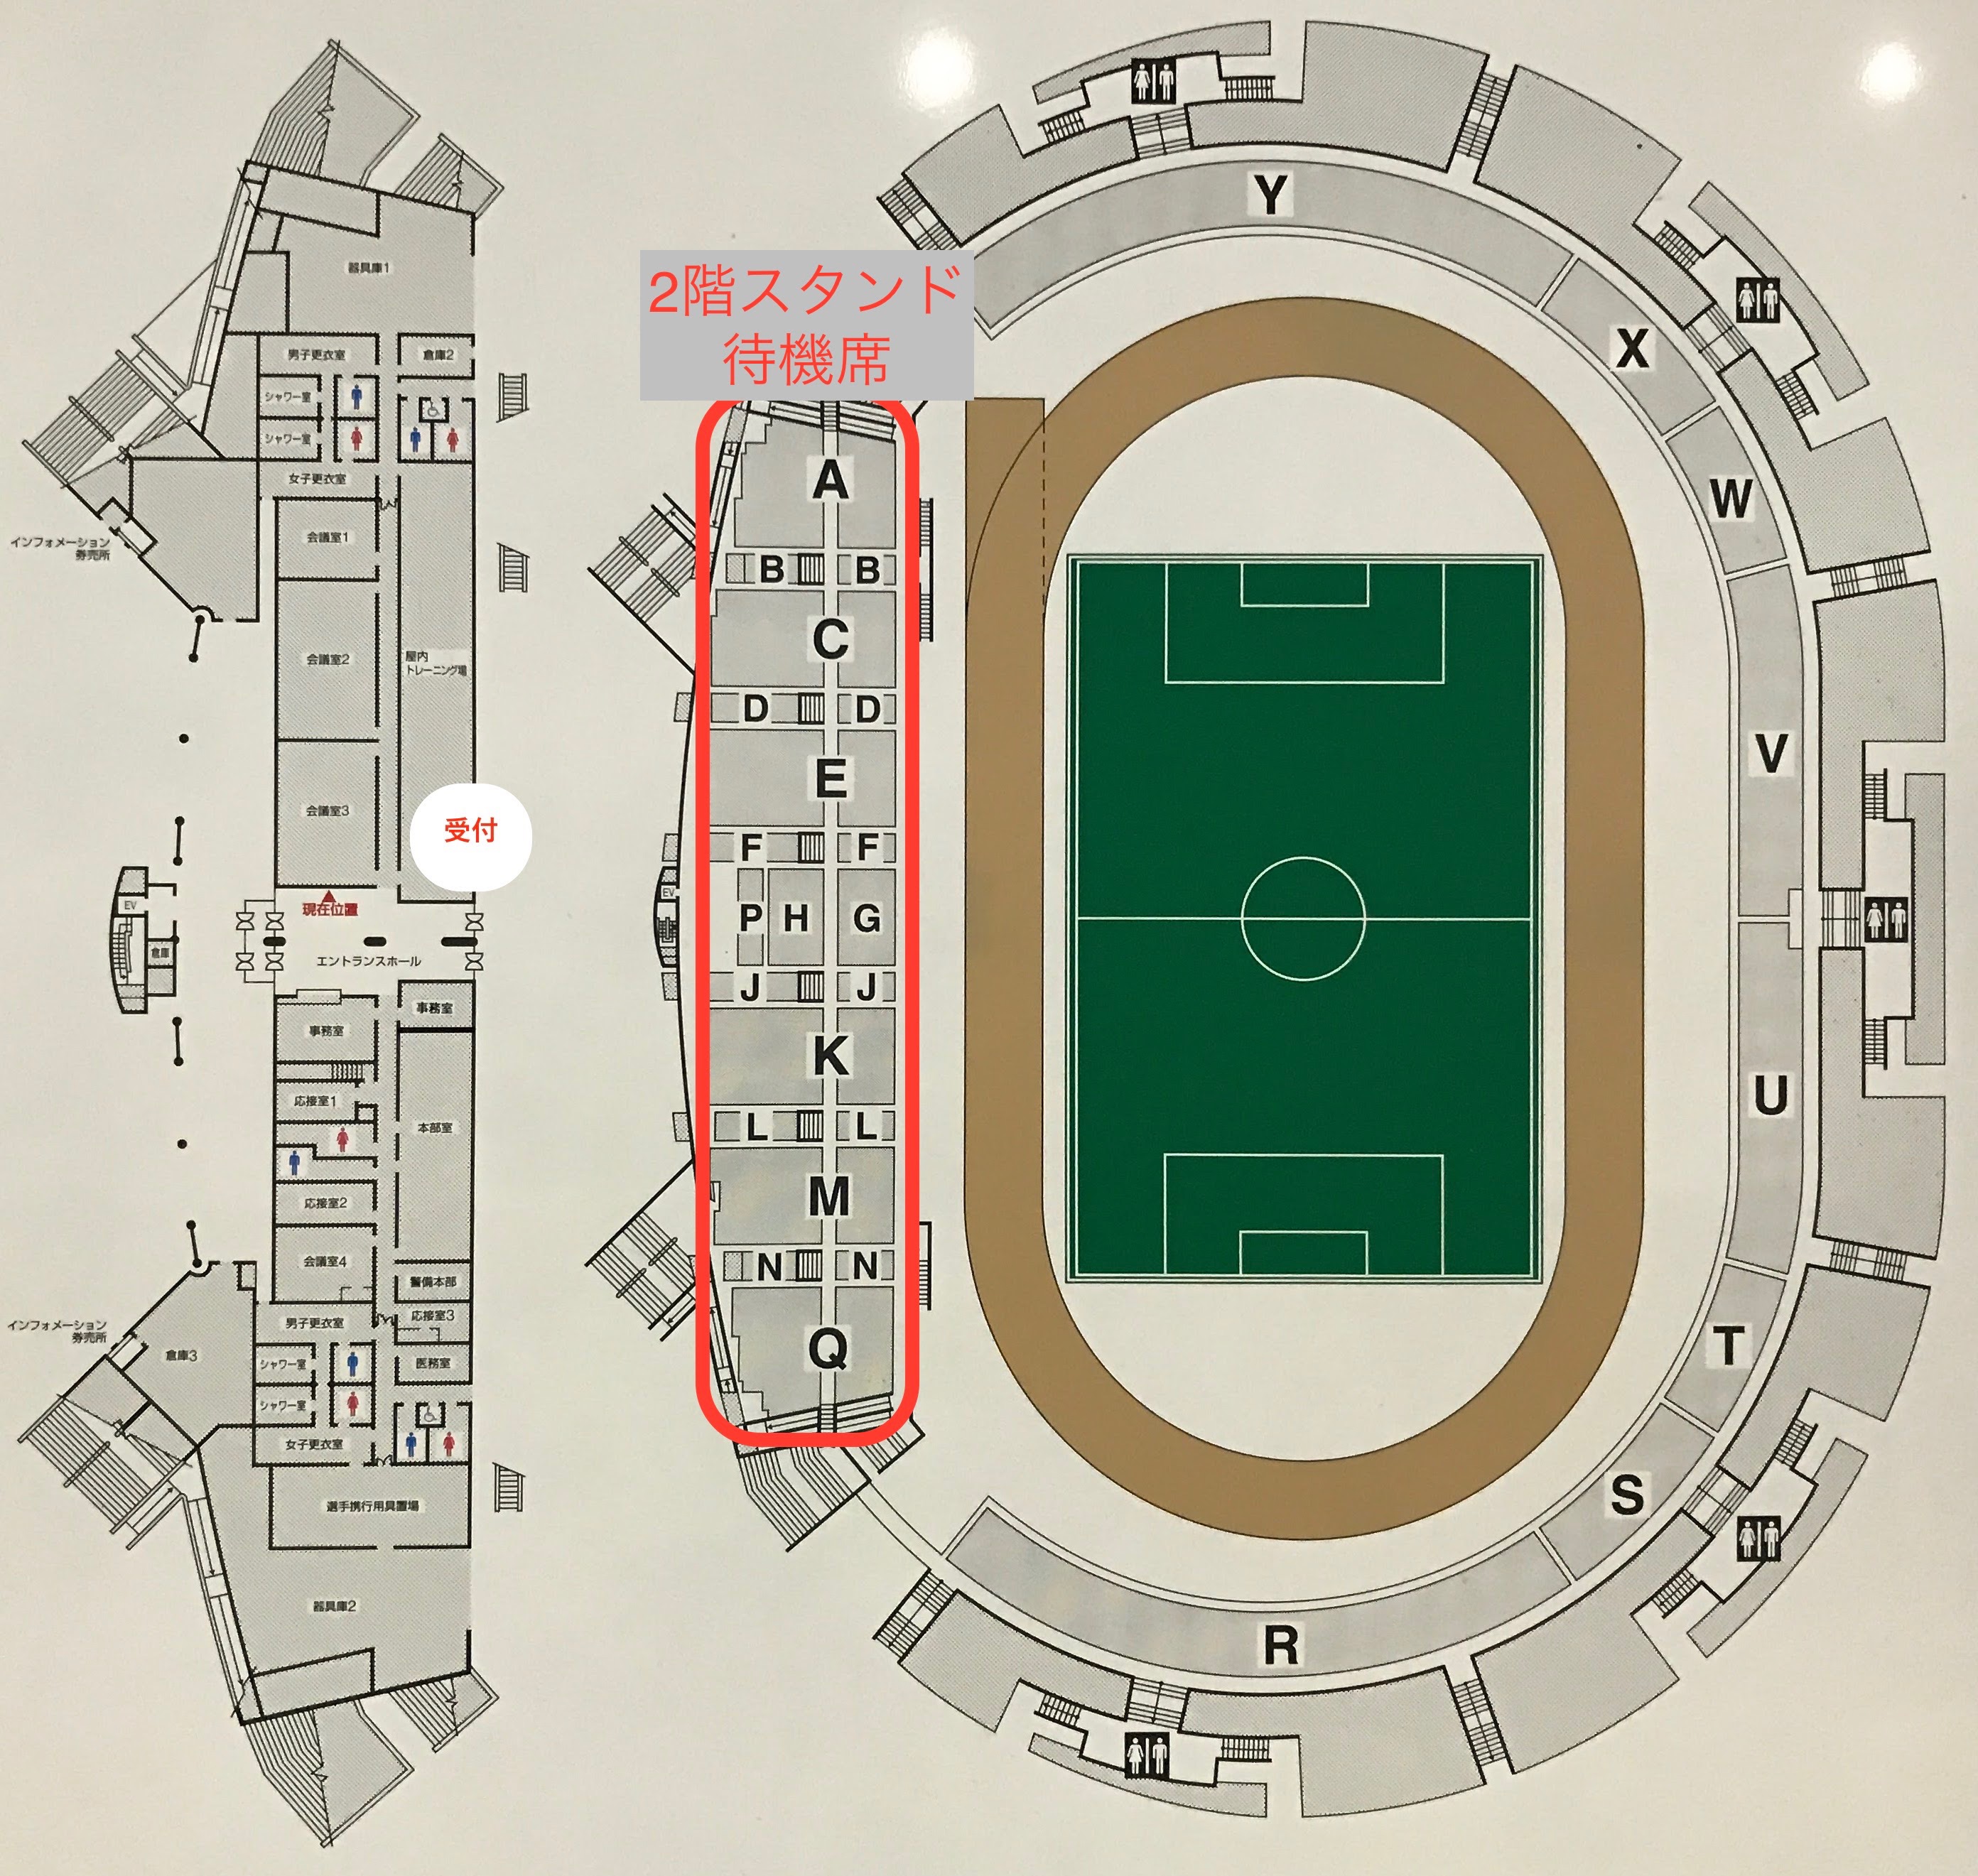 器具庫1
男子更衣室
倉庫2
シャワー室
シャワー室
女子更衣室
会議室1
インフォメーション
券売所
会議室2
屋内
トレーニング場
会議室3
受付
現在位置
EV
倉庫
エントランスホール
事務室
事務室
応接室1
本部室
応接室2
会議室4
警備本部
応接室3
男子更衣室
インフォメーション
券売所
倉庫3
シャワー室
医務室
シャワー室
女子更衣室
選手携行用具置場
器具庫2
2階スタンド
待機席
A
B B
C
D D
E
F F
EV
P H G
J J
K
L L
M
N N
Q
Y
X
W
V
U
T
S
R